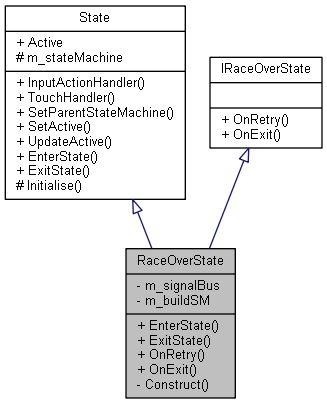 State
+ Active
# m_stateMachine
+ InputActionHandler()
+ TouchHandler()
+ SetParentStateMachine()
+ SetActive()
+ UpdateActive()
+ EnterState()
+ ExitState()
# Initialise()
IRaceOverState
+ OnRetry()
+ OnExit()
RaceOverState
- m_signalBus
- m_buildSM
+ EnterState()
+ ExitState()
+ OnRetry()
+ OnExit()
- Construct()